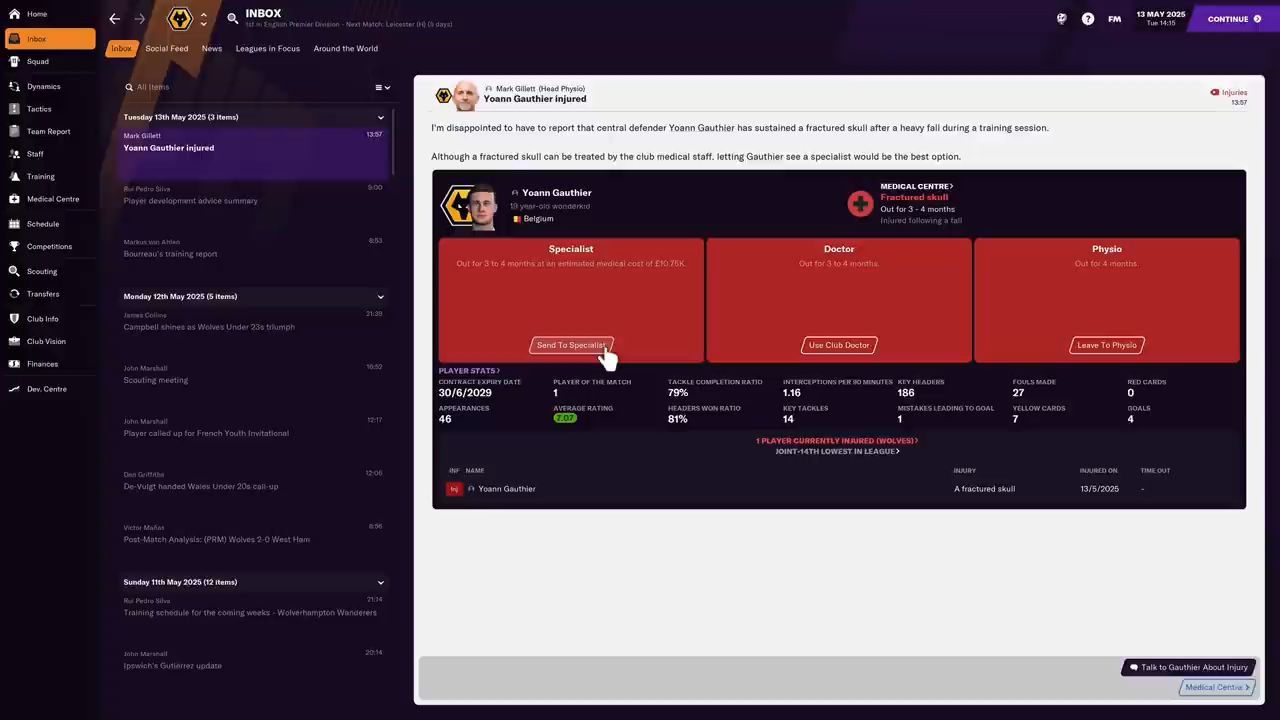 Home
Inbox
Squad
Dynamics
Tactics
Team Report
Staff
Training
Medical Centre
Schedule
Competitions
Scouting
Transfers
Club Info
Club Vision
Finances
Dev. Centre
INBOX
1st in English Premier Division - Next Match: Leicester (H) (5 days)
FM
13 MAY 2025
Tue 14:15
CONTINUE
Inbox
Social Feed
News
Leagues in Focus
Around the World
All Items
Tuesday 13th May 2025 (3 items)
Mark Gillett 13:57
Yoann Gauthier injured
Rui Pedro Silva 9:00
Player development advice summary
Markus von Ahlen 8:53
Bourreau's training report
Monday 12th May 2025 (5 items)
James Collins 21:39
Campbell shines as Wolves Under 23s triumph
John Marshall 16:52
Scouting meeting
John Marshall 12:17
Player called up for French Youth Invitational
Dan Griffiths 12:06
De-Vulgt handed Wales Under 20s call-up
Victor Mañas 8:56
Post-Match Analysis: (PRM) Wolves 2-0 West Ham
Sunday 11th May 2025 (12 items)
Rui Pedro Silva 21:14
Training schedule for the coming weeks - Wolverhampton Wanderers
John Marshall 20:14
Ipswich's Gutiérrez update
Mark Gillett (Head Physio)
Yoann Gauthier injured
Injuries
13:57
I'm disappointed to have to report that central defender Yoann Gauthier has sustained a fractured skull after a heavy fall during a training session.
Although a fractured skull can be treated by the club medical staff, letting Gauthier see a specialist would be the best option.
Yoann Gauthier
19 year-old wonderkid
Belgium
MEDICAL CENTRE>
Fractured skull
Out for 3 - 4 months
Injured following a fall
Specialist
Out for 3 to 4 months at an estimated medical cost of £10.75K.
Send To Specialist
Doctor
Out for 3 to 4 months.
Use Club Doctor
Physio
Out for 4 months.
Leave To Physio
PLAYER STATS>
CONTRACT EXPIRY DATE PLAYER OF THE MATCH TACKLE COMPLETION RATIO INTERCEPTIONS PER 90 MINUTES KEY HEADERS FOULS MADE RED CARDS
30/6/2029 1 79% 1.16 186 27 0
APPEARANCES AVERAGE RATING HEADERS WON RATIO KEY TACKLES MISTAKES LEADING TO GOAL YELLOW CARDS GOALS
46 7.07 81% 14 1 7 4
1 PLAYER CURRENTLY INJURED (WOLVES)>
JOINT-14TH LOWEST IN LEAGUE>
INF NAME INJURY INJURED ON TIME OUT
Inj Yoann Gauthier A fractured skull 13/5/2025 -
Talk to Gauthier About Injury
Medical Centre >